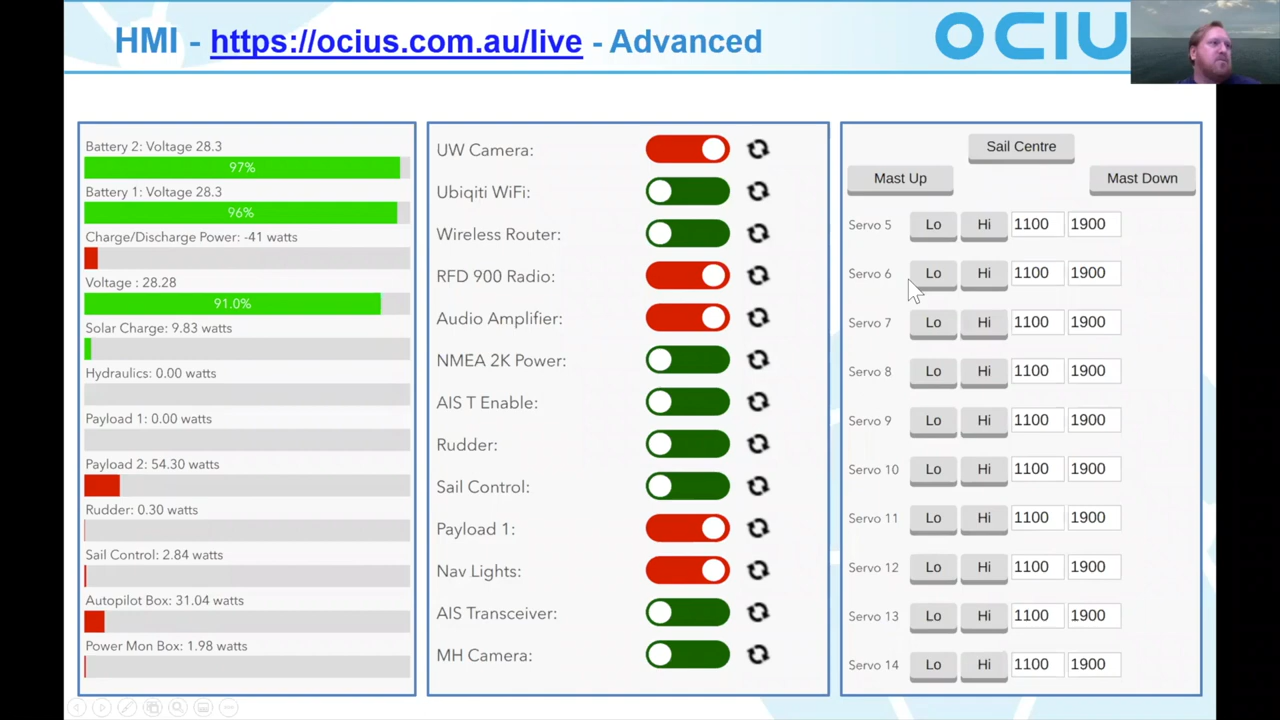 HMI - https://ocius.com.au/live - Advanced
OCIU
Battery 2: Voltage 28.3
97%
Battery 1: Voltage 28.3
96%
Charge/Discharge Power: -41 watts
Voltage : 28.28
91.0%
Solar Charge: 9.83 watts
Hydraulics: 0.00 watts
Payload 1: 0.00 watts
Payload 2: 54.30 watts
Rudder: 0.30 watts
Sail Control: 2.84 watts
Autopilot Box: 31.04 watts
Power Mon Box: 1.98 watts
UW Camera:
Ubiqiti WiFi:
Wireless Router:
RFD 900 Radio:
Audio Amplifier:
NMEA 2K Power:
AIS T Enable:
Rudder:
Sail Control:
Payload 1:
Nav Lights:
AIS Transceiver:
MH Camera:
Sail Centre
Mast Up Mast Down
Servo 5 Lo Hi 1100 1900
Servo 6 Lo Hi 1100 1900
Servo 7 Lo Hi 1100 1900
Servo 8 Lo Hi 1100 1900
Servo 9 Lo Hi 1100 1900
Servo 10 Lo Hi 1100 1900
Servo 11 Lo Hi 1100 1900
Servo 12 Lo Hi 1100 1900
Servo 13 Lo Hi 1100 1900
Servo 14 Lo Hi 1100 1900